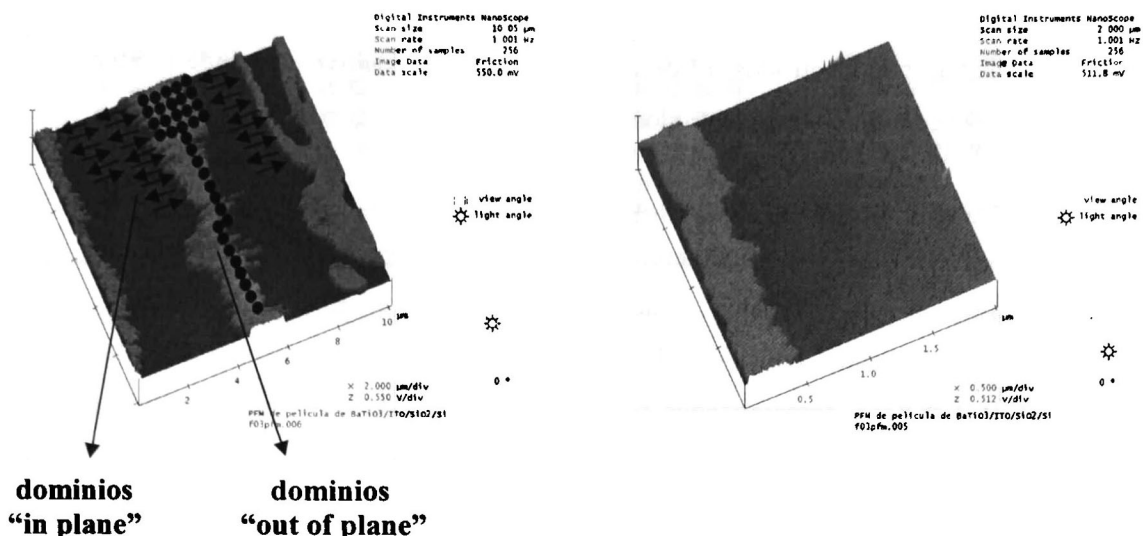 Digital Instruments NanoScope
Scan size 10.05 µm
Scan rate 1.001 Hz
Number of samples 256
Image Data Friction
Data scale 550.0 mV
view angle
light angle
0 °
2
4
6
8
10
µm
X 2.000 µm/div
Z 0.550 V/div
PFM de pelicula de BaTiO3/ITO/SiO2/Si
f03pfm.006
dominios
“in plane”
dominios
“out of plane”
Digital Instruments NanoScope
Scan size 2.000 µm
Scan rate 1.001 Hz
Number of samples 256
Image Data Friction
Data scale 511.8 mV
view angle
light angle
0 °
0.5
1.0
1.5
µm
X 0.500 µm/div
Z 0.512 V/div
PFM de pelicula de BaTiO3/ITO/SiO2/Si
f03pfm.005